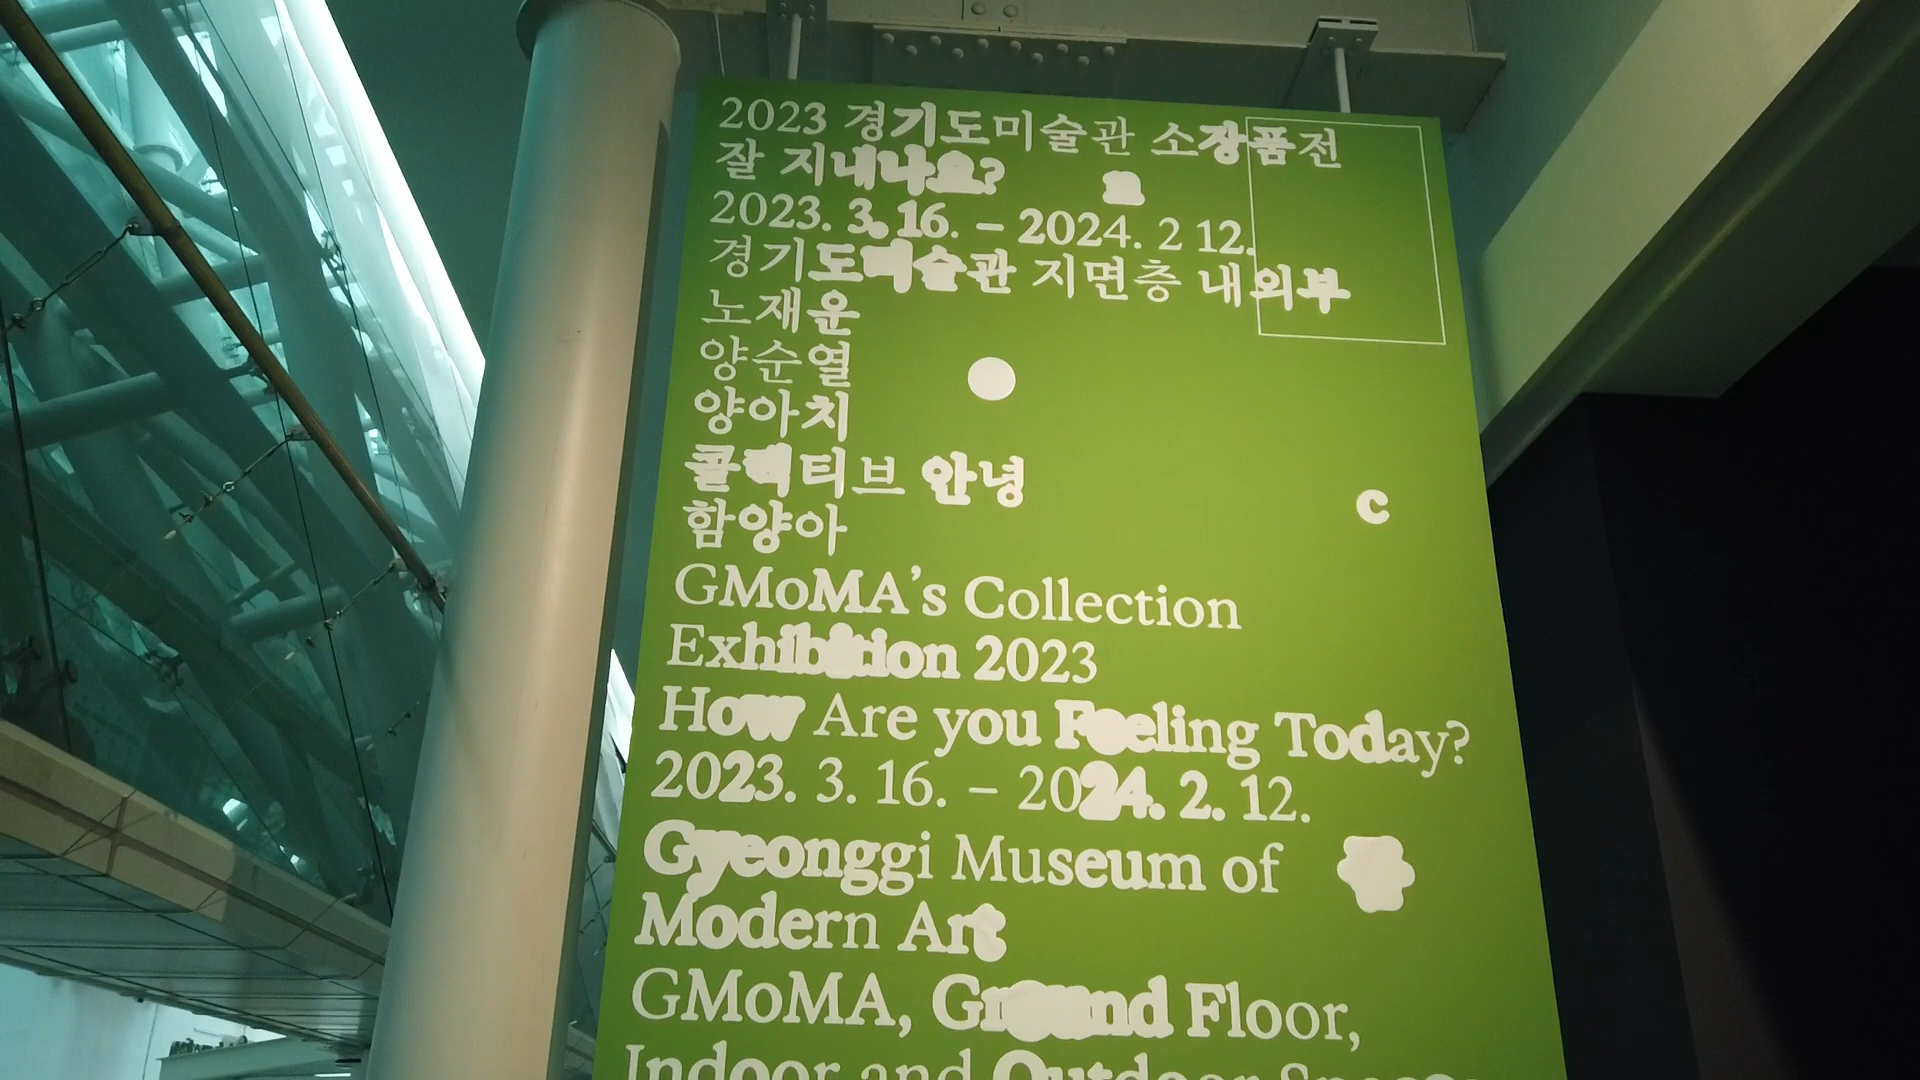 2023 경기도미술관 소장품전
잘 지내나요?
2023. 3. 16. – 2024. 2 12.
경기도미술관 지면층 내외부
노재운
양순열
양아치
콜렉티브 안녕
함양아
c
GMoMA’s Collection
Exhibition 2023
How Are you Feeling Today?
2023. 3. 16. – 2024. 2. 12.
Gyeonggi Museum of
Modern Art
GMoMA, Ground Floor,
Indoor and Outdoor